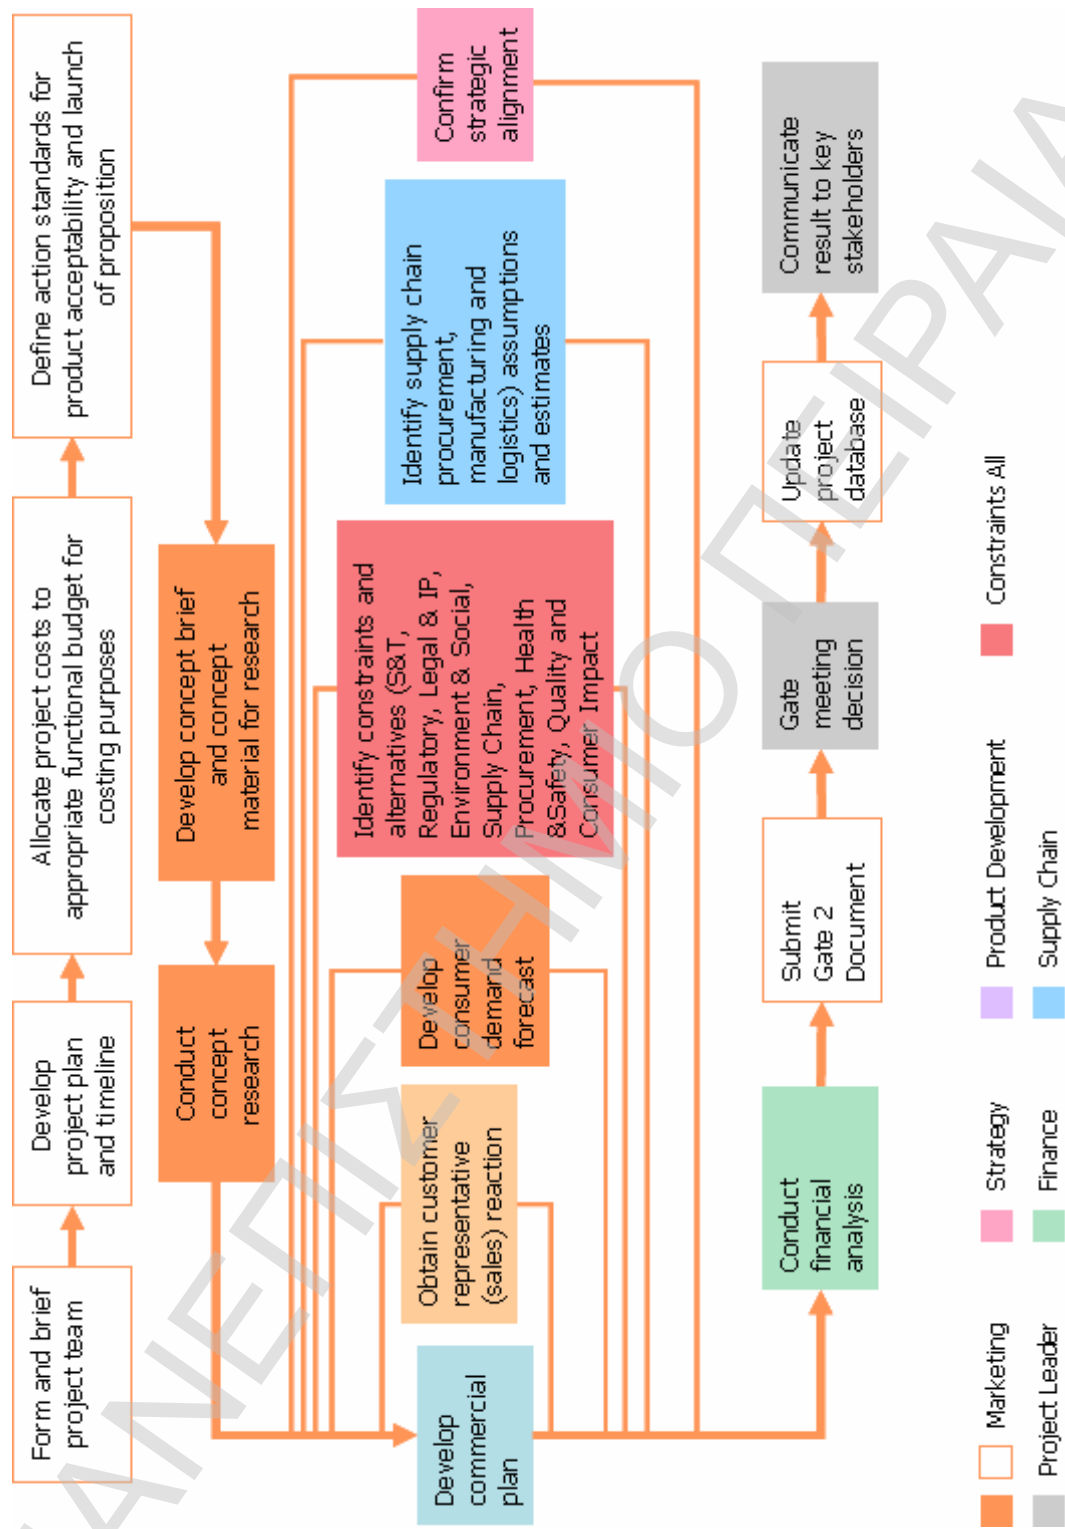 Form and brief
project team
Develop
project plan
and timeline
Allocate project costs to
appropriate functional budget for
costing purposes
Define action standards for
product acceptability and launch
of proposition
Conduct
concept
research
Develop concept brief
and concept
material for research
Develop
commercial
plan
Obtain customer
representative
(sales) reaction
Develop
consumer
demand
forecast
Identify constraints and
alternatives (S&T,
Regulatory, Legal & IP,
Environment & Social,
Supply Chain,
Procurement, Health
&Safety, Quality and
Consumer Impact
Identify supply chain
procurement,
manufacturing and
logistics) assumptions
and estimates
Confirm
strategic
alignment
Conduct
financial
analysis
Submit
Gate 2
Document
Gate
meeting
decision
Update
project
database
Communicate
result to key
stakeholders
Marketing
Strategy
Product Development
Constraints All
Project Leader
Finance
Supply Chain
ΑΝΕΠΙΣΤΗΜΙΟ ΠΕΙΡΑΙΑ